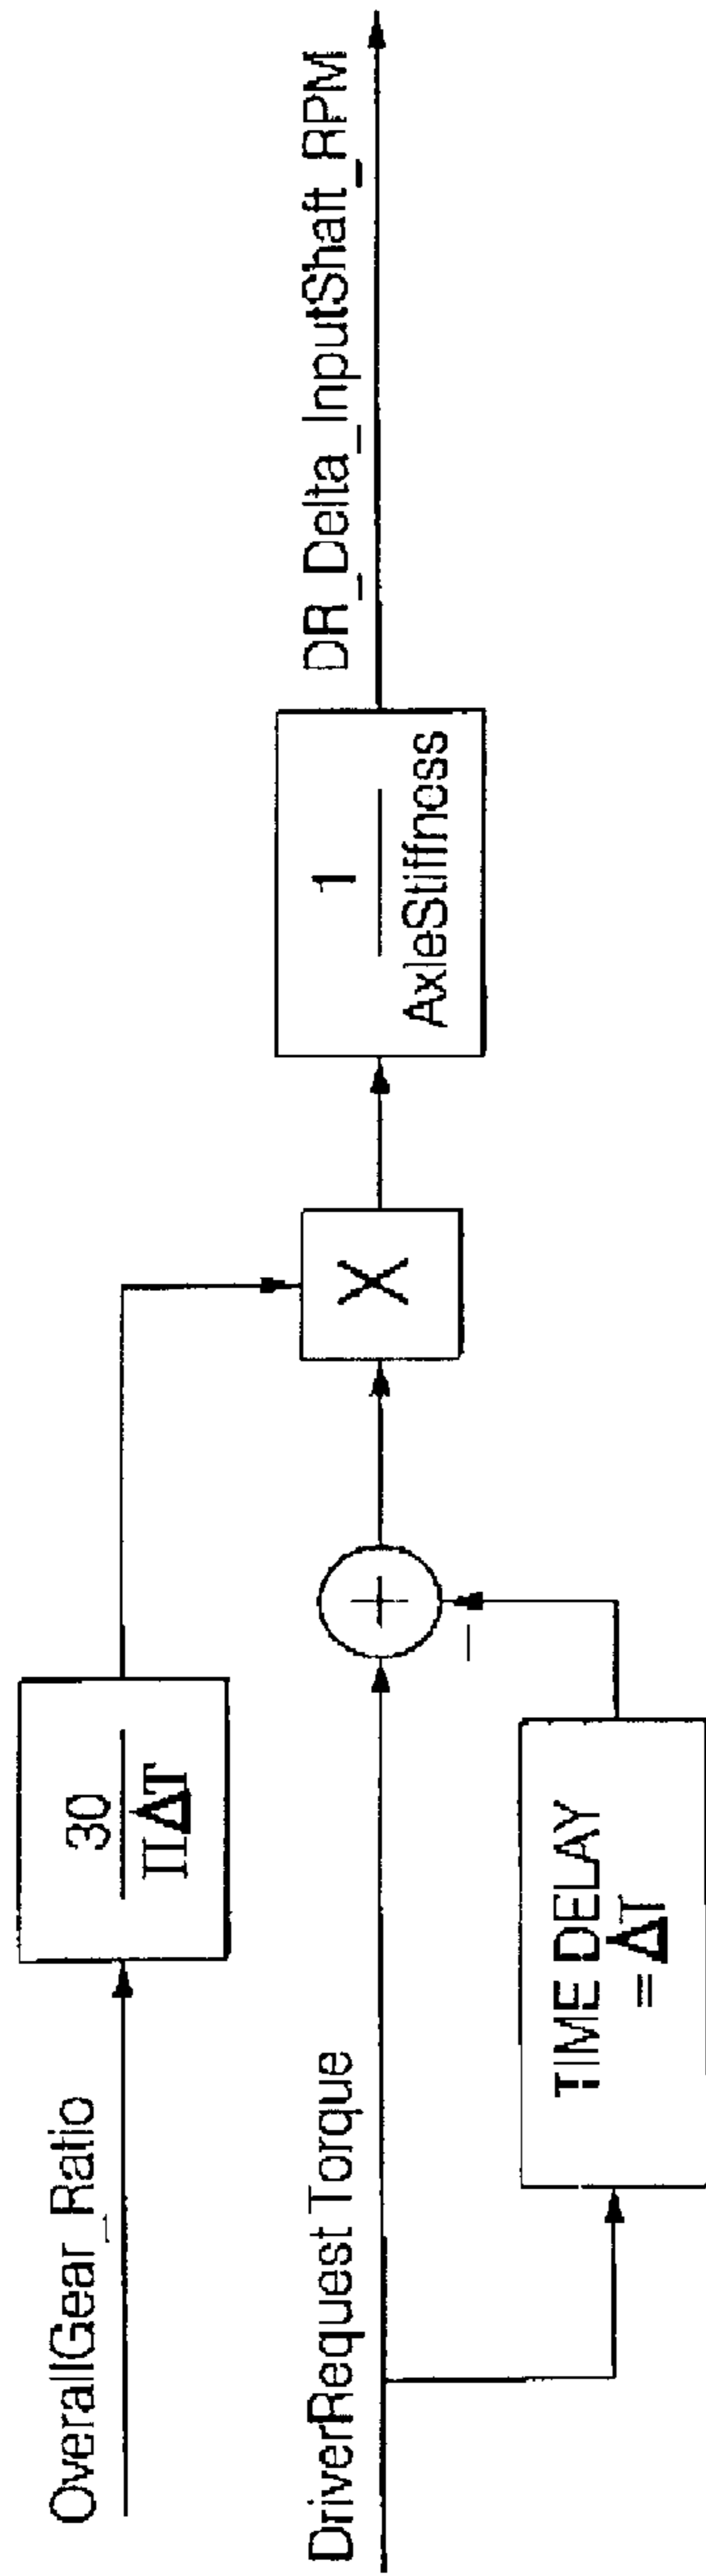 OverallGear_Ratio
30
ΠΔT
DriverRequest Torque
TIME DELAY
= ΔT
+
−
X
1
AxleStiffness
DR_Delta_InputShaft_RPM